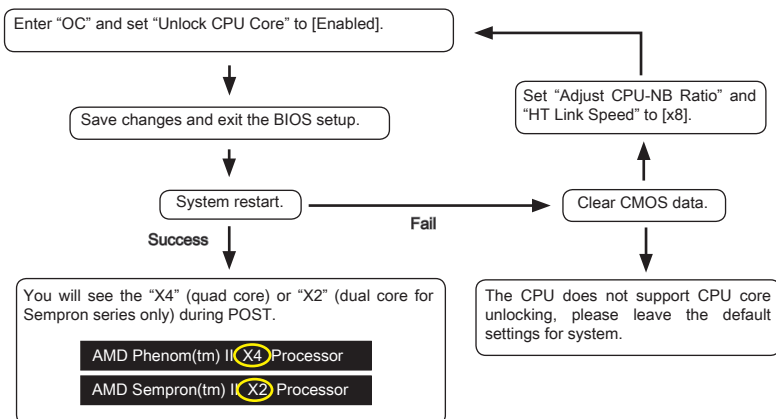 Enter “OC” and set “Unlock CPU Core” to [Enabled].
Save changes and exit the BIOS setup.
System restart.
Success
Fail
Set “Adjust CPU-NB Ratio” and
“HT Link Speed” to [x8].
Clear CMOS data.
You will see the “X4” (quad core) or “X2” (dual core for
Sempron series only) during POST.
AMD Phenom(tm) II X4 Processor
AMD Sempron(tm) II X2 Processor
The CPU does not support CPU core
unlocking, please leave the default
settings for system.